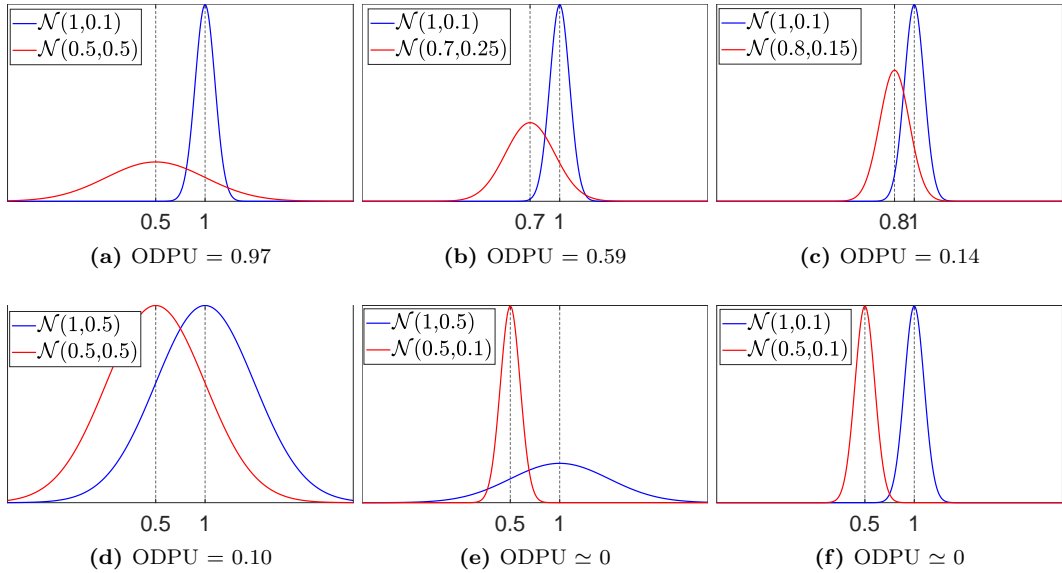 𝒩(1,0.1)
𝒩(0.5,0.5)
0.5 1
(a) ODPU = 0.97
𝒩(1,0.1)
𝒩(0.7,0.25)
0.7 1
(b) ODPU = 0.59
𝒩(1,0.1)
𝒩(0.8,0.15)
0.81
(c) ODPU = 0.14
𝒩(1,0.5)
𝒩(0.5,0.5)
0.5 1
(d) ODPU = 0.10
𝒩(1,0.5)
𝒩(0.5,0.1)
0.5 1
(e) ODPU ≃ 0
𝒩(1,0.1)
𝒩(0.5,0.1)
0.5 1
(f) ODPU ≃ 0